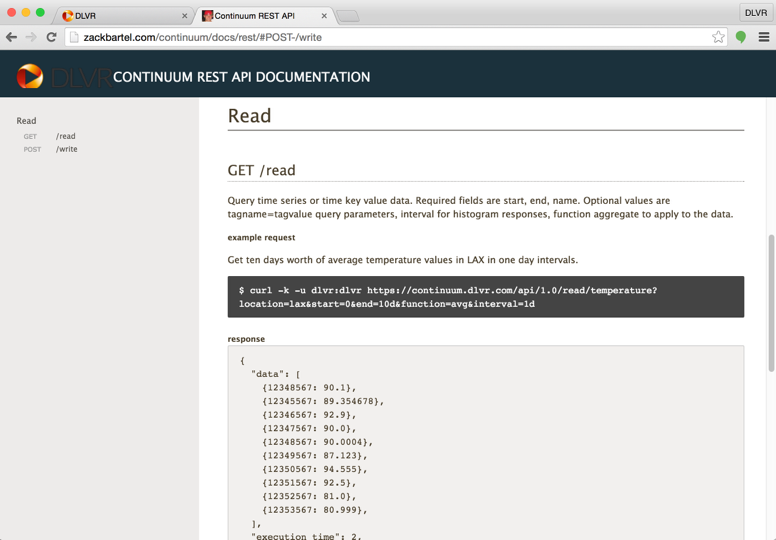 DLVR
Continuum REST API
DLVR
zackbartel.com/continuum/docs/rest/#POST-/write
DLVR CONTINUUM REST API DOCUMENTATION
Read
GET /read
POST /write
Read
GET /read
Query time series or time key value data. Required fields are start, end, name. Optional values are
tagname=tagvalue query parameters, interval for histogram responses, function aggregate to apply to the data.
example request
Get ten days worth of average temperature values in LAX in one day intervals.
$ curl -k -u dlvr:dlvr https://continuum.dlvr.com/api/1.0/read/temperature?
location=lax&start=0&end=10d&function=avg&interval=1d
response
{
"data": [
{12348567: 90.1},
{12345567: 89.354678},
{12346567: 92.9},
{12347567: 90.0},
{12348567: 90.0004},
{12349567: 87.123},
{12350567: 94.555},
{12351567: 92.5},
{12352567: 81.0},
{12353567: 80.999},
],
"execution_time": 2,